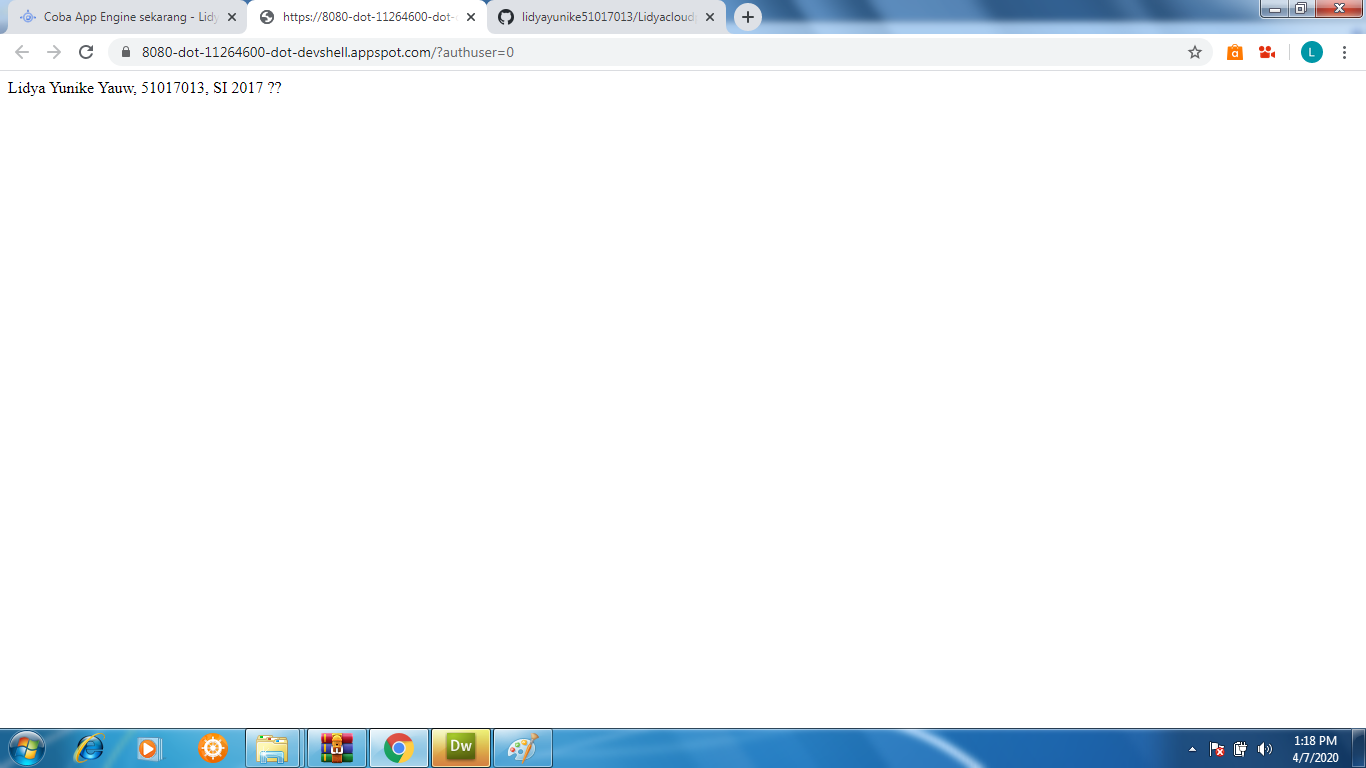 Coba App Engine sekarang - Lidy
https://8080-dot-11264600-dot-
lidyayunike51017013/Lidyacloud
8080-dot-11264600-dot-devshell.appspot.com/?authuser=0
a
L
Lidya Yunike Yauw, 51017013, SI 2017 ??
Dw
1:18 PM
4/7/2020